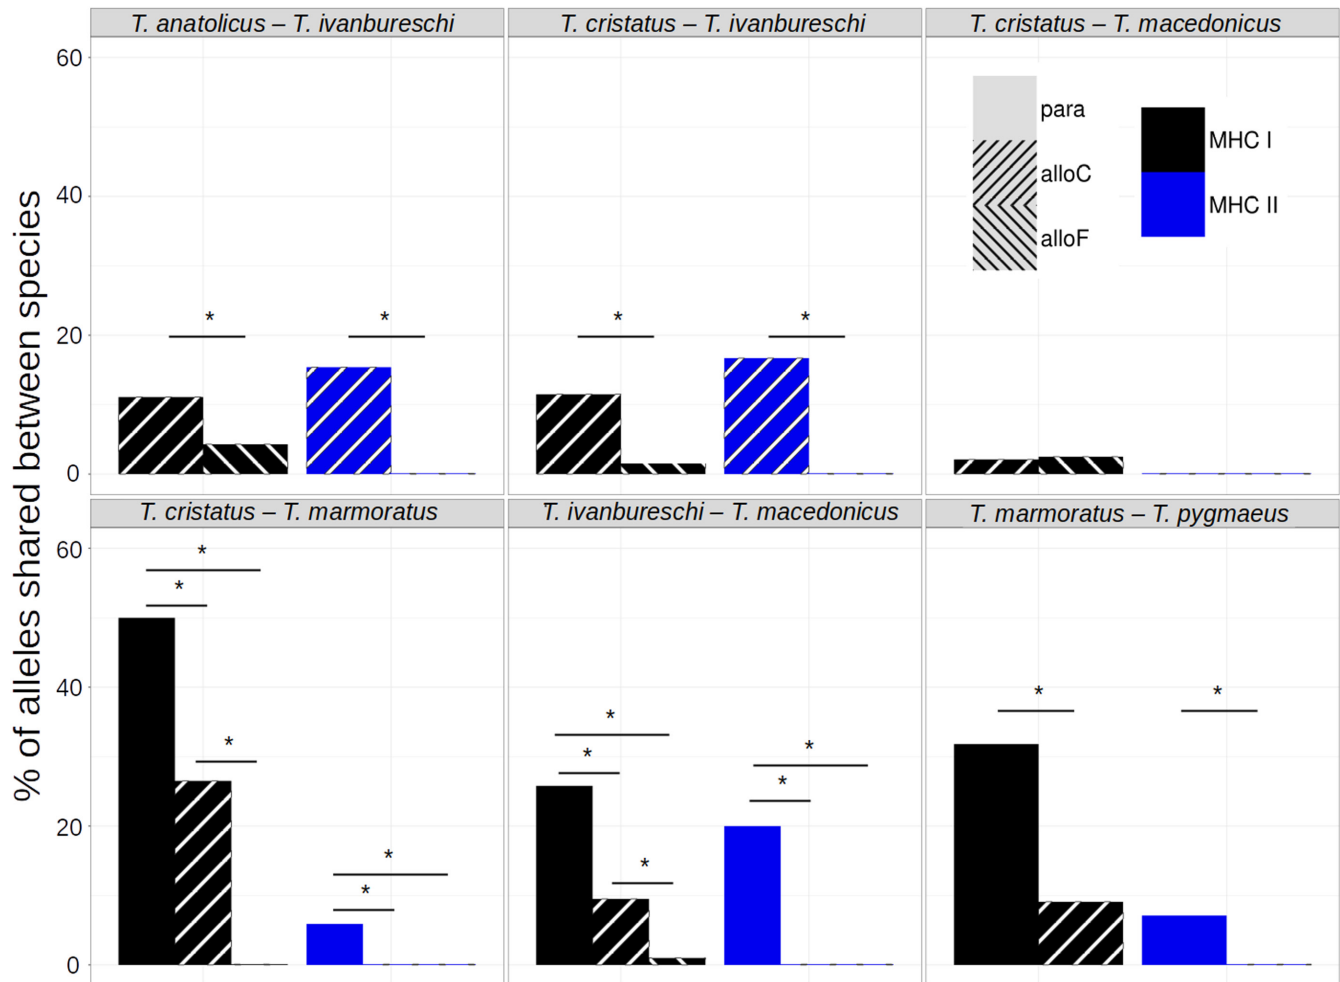 % of alleles shared between species
T. anatolicus – T. ivanbureschi
T. cristatus – T. ivanbureschi
T. cristatus – T. macedonicus
60
40
20
0
*
*
*
*
para
alloC
alloF
MHC I
MHC II
T. cristatus – T. marmoratus
T. ivanbureschi – T. macedonicus
T. marmoratus – T. pygmaeus
60
40
20
0
*
*
*
*
*
*
*
*
*
*
*
*